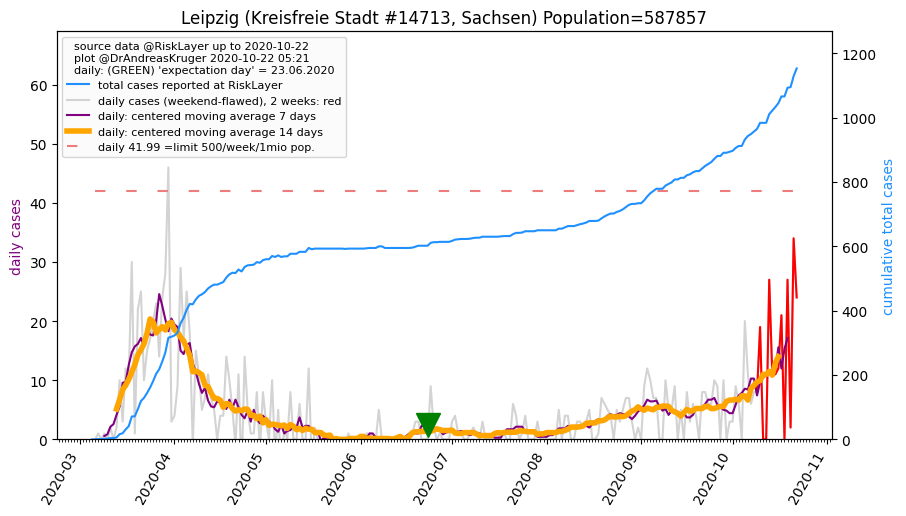 Leipzig (Kreisfreie Stadt #14713, Sachsen) Population=587857
source data @RiskLayer up to 2020-10-22
plot @DrAndreasKruger 2020-10-22 05:21
daily: (GREEN) 'expectation day' = 23.06.2020
total cases reported at RiskLayer
daily cases (weekend-flawed), 2 weeks: red
daily: centered moving average 7 days
daily: centered moving average 14 days
daily 41.99 =limit 500/week/1mio pop.
daily cases
60
50
40
30
20
10
0
1200
1000
800
600
400
200
0
cumulative total cases
2020-03
2020-04
2020-05
2020-06
2020-07
2020-08
2020-09
2020-10
2020-11